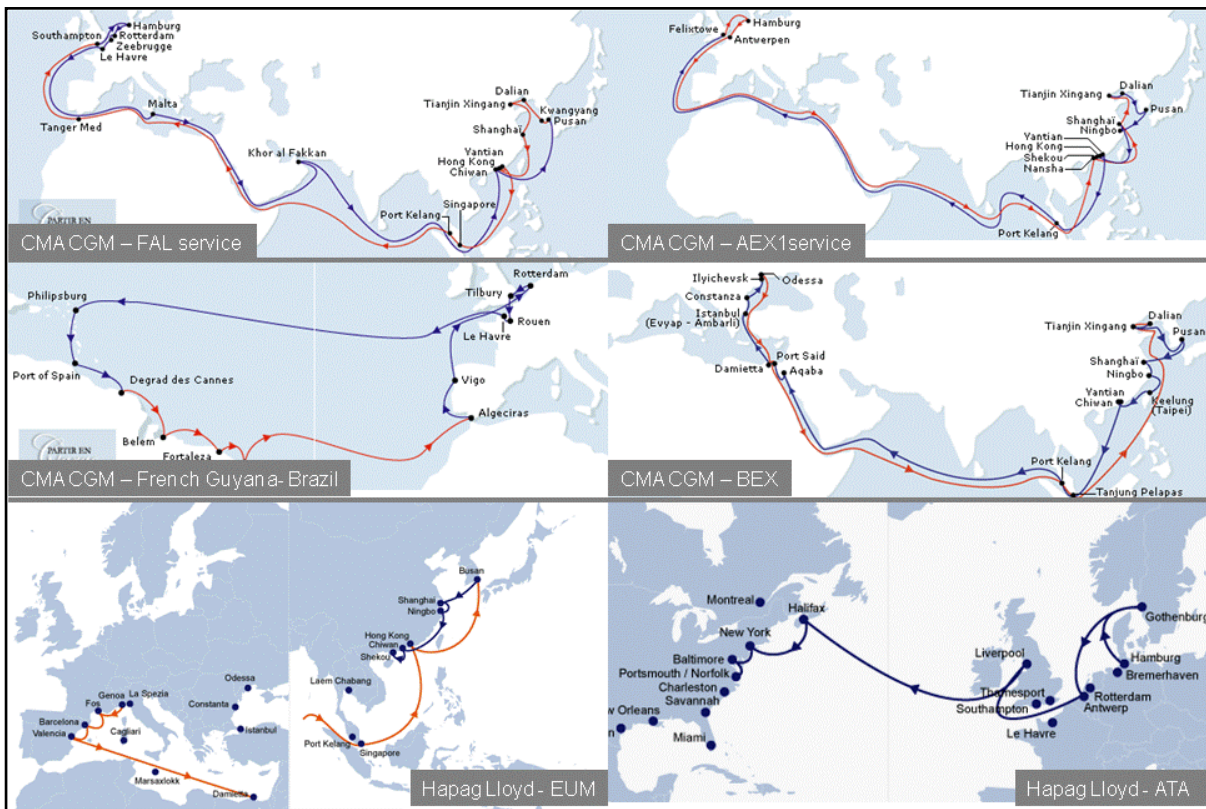 Hamburg
Southampton
Rotterdam
Zeebrugge
Le Havre
Malta
Tanger Med
Khor al Fakkan
Dalian
Tianjin Xingang
Kwangyang
Pusan
Shanghaï
Yantian
Hong Kong
Chiwan
Singapore
Port Kelang
PARTIR EN
CMA CGM – FAL service
Hamburg
Felixtowe
Antwerpen
Dalian
Tianjin Xingang
Pusan
Shanghaï
Ningbo
Yantian
Hong Kong
Shekou
Nansha
Port Kelang
CMA CGM – AEX1service
Rotterdam
Tilbury
Philipsburg
Rouen
Le Havre
Port of Spain
Degrad des Cannes
Vigo
Algeciras
Belem
Fortaleza
PARTIR EN
CMA CGM – French Guyana- Brazil
Ilyichevsk
Odessa
Constanza
Istanbul
(Evyap - Ambarli)
Port Said
Damietta
Aqaba
Dalian
Tianjin Xingang
Pusan
Shanghaï
Ningbo
Yantian
Chiwan
Keelung
(Taipei)
Port Kelang
Tanjung Pelapas
CMA CGM – BEX
Busan
Shanghai
Ningbo
Hong Kong
Chiwan
Shekou
Laem Chabang
Odessa
Genoa
La Spezia
Fos
Constanta
Barcelona
Valencia
Cagliari
Istanbul
Port Kelang
Singapore
Marsaxlokk
Damietta
Hapag Lloyd - EUM
Montreal
Halifax
Gothenburg
New York
Liverpool
Hamburg
Baltimore
Bremerhaven
Portsmouth / Norfolk
Charleston
Thamesport
Rotterdam
Savannah
Southampton
Antwerp
w Orleans
Le Havre
n
Miami
Hapag Lloyd - ATA